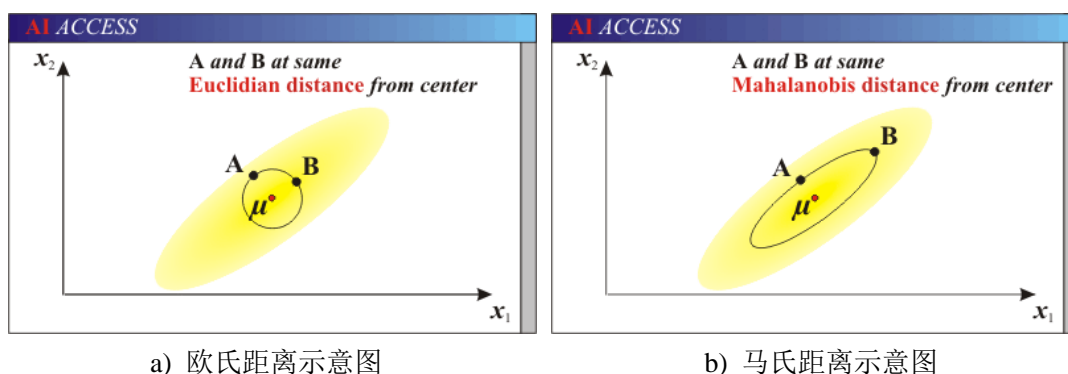 AI ACCESS
x2
A and B at same
Euclidian distance from center
A
B
μ
x1
a) 欧氏距离示意图
AI ACCESS
x2
A and B at same
Mahalanobis distance from center
B
A
μ
x1
b) 马氏距离示意图